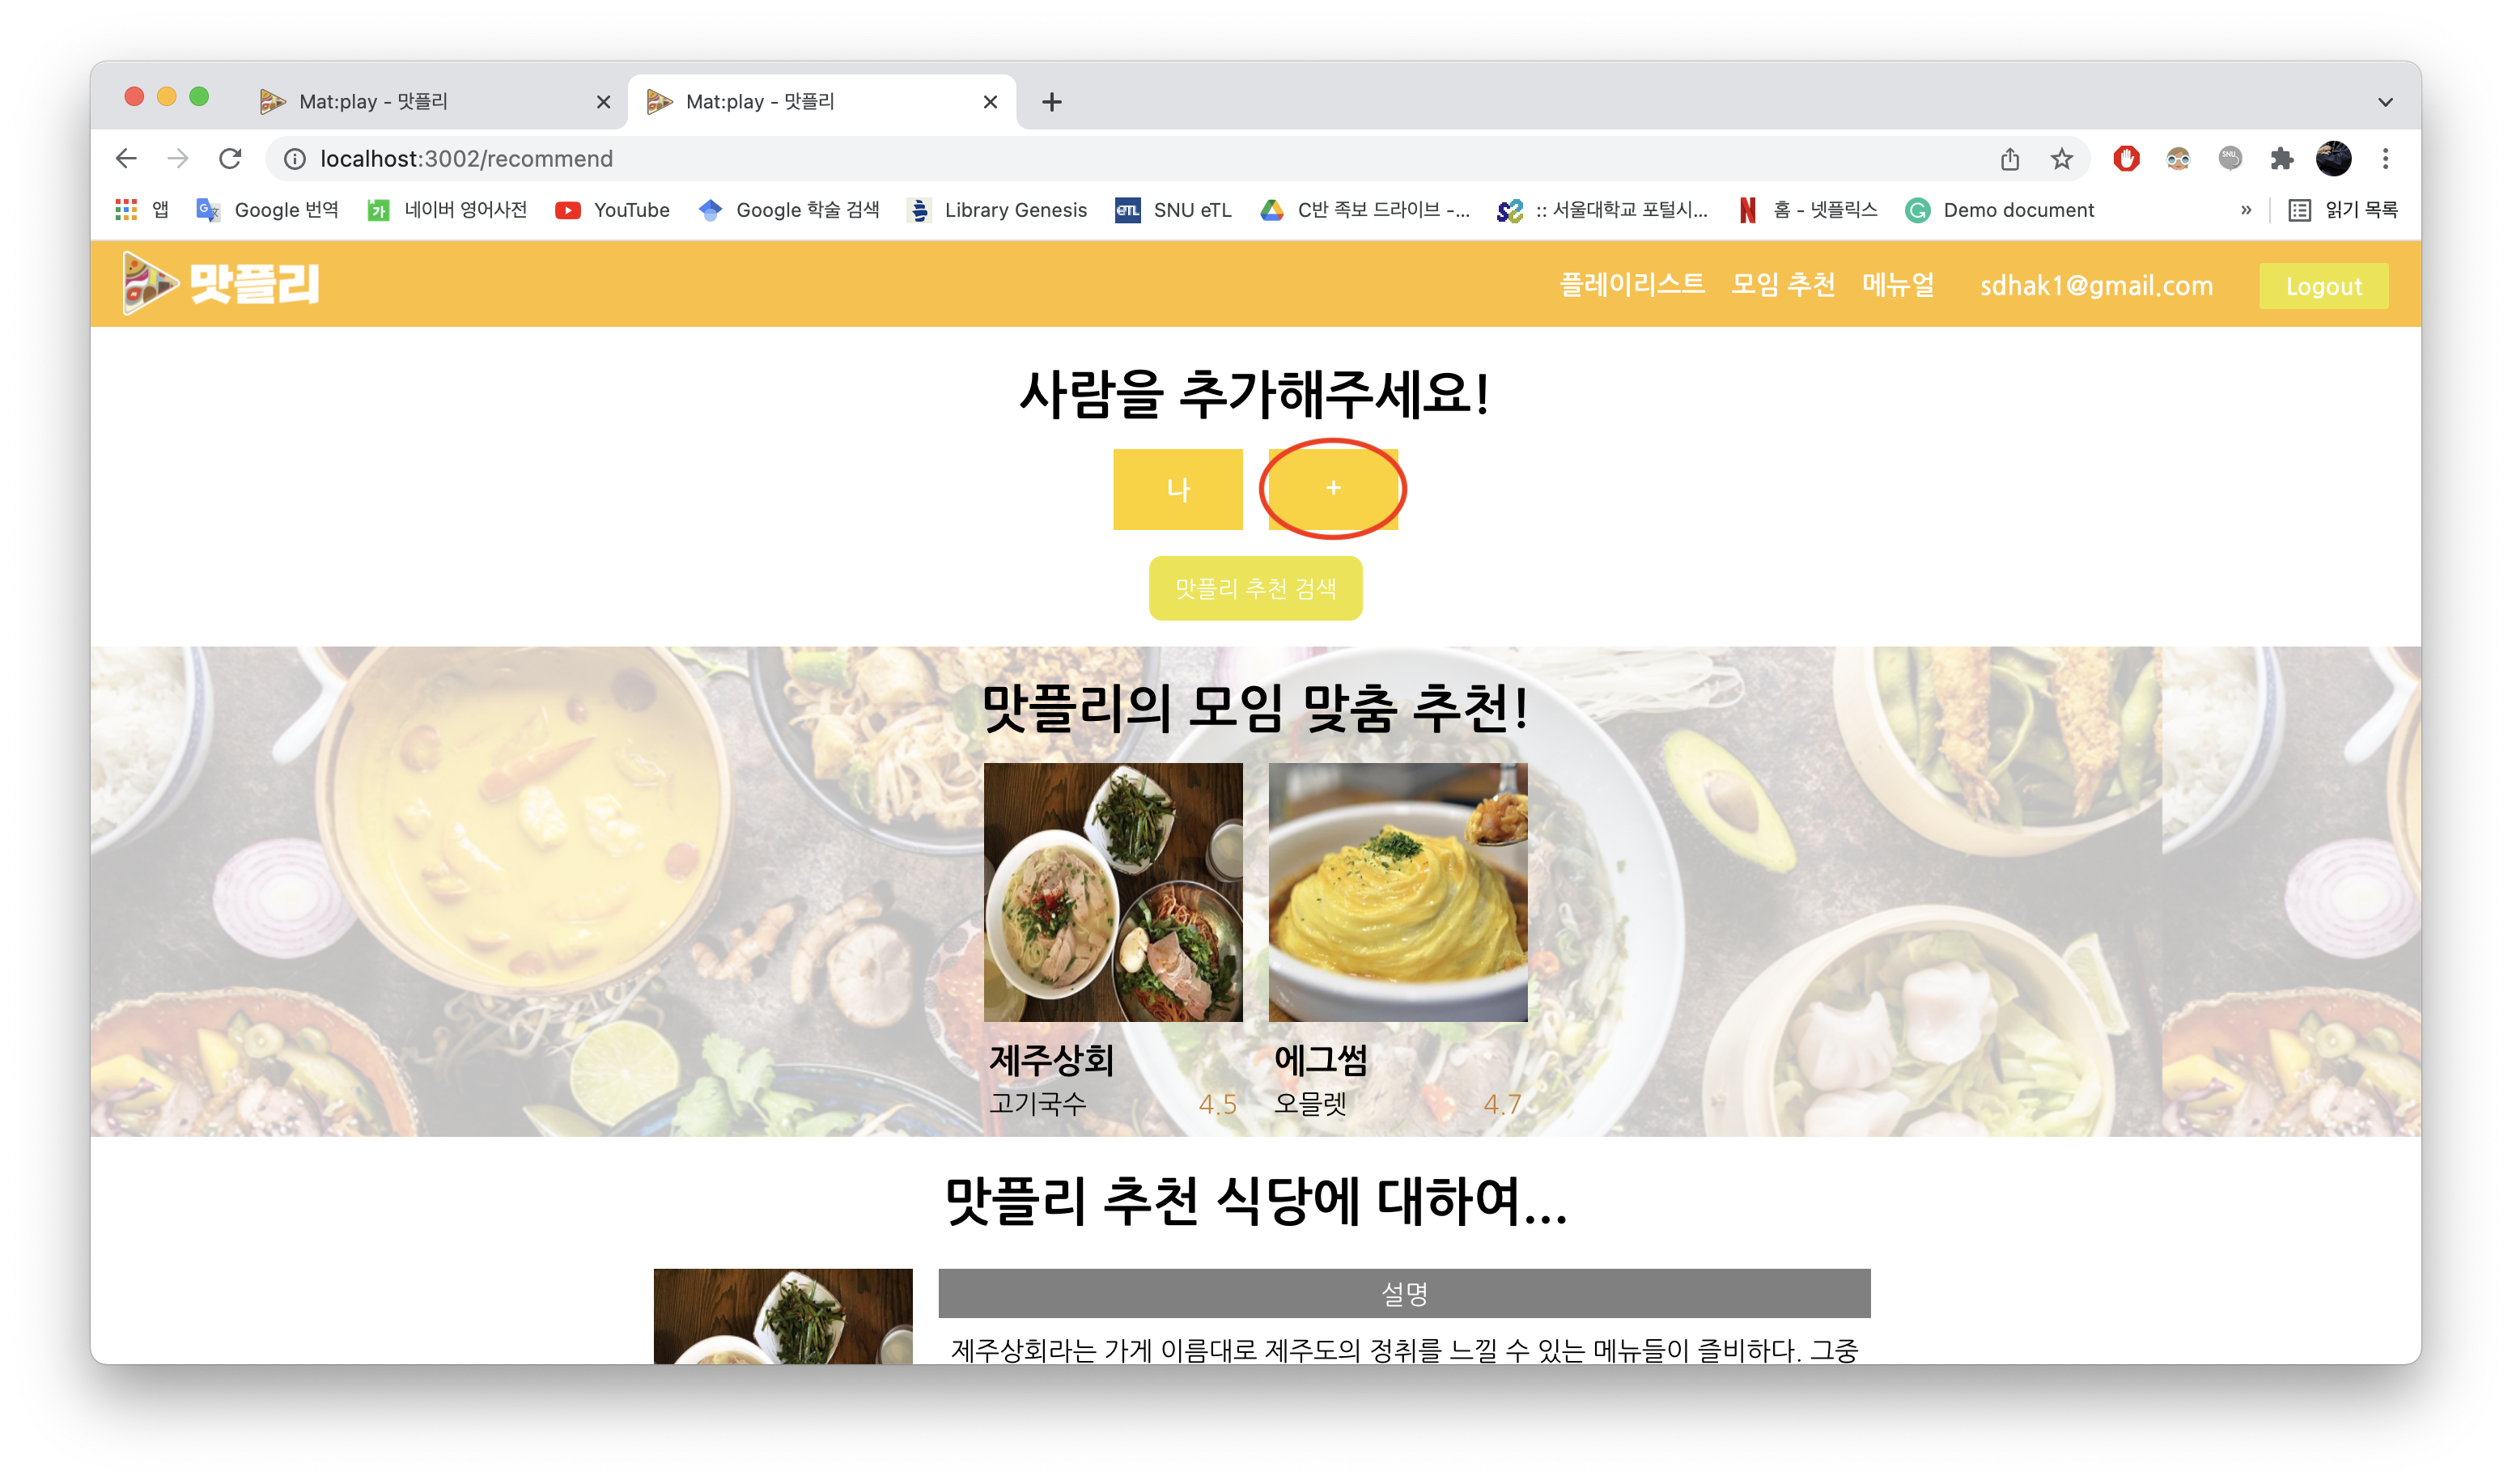 Mat:play - 맛플리
Mat:play - 맛플리
localhost:3002/recommend
앱
Google 번역
네이버 영어사전
YouTube
Google 학술 검색
Library Genesis
eTL SNU eTL
C반 족보 드라이브 -...
:: 서울대학교 포털시...
홈 - 넷플릭스
Demo document
»
읽기 목록
맛플리
플레이리스트 모임 추천 메뉴얼 sdhak1@gmail.com Logout
사람을 추가해주세요!
나 +
맛플리 추천 검색
맛플리의 모임 맞춤 추천!
제주상회 에그썸
고기국수 4.5 오믈렛 4.7
맛플리 추천 식당에 대하여...
설명
제주상회라는 가게 이름대로 제주도의 정취를 느낄 수 있는 메뉴들이 즐비하다. 그중